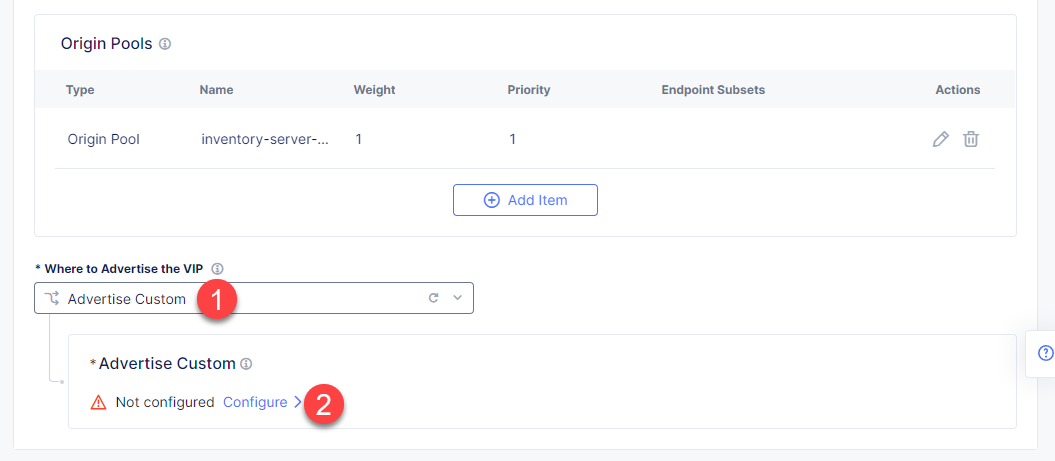 Origin Pools
Type Name Weight Priority Endpoint Subsets Actions
Origin Pool inventory-server-... 1 1
Add Item
* Where to Advertise the VIP
Advertise Custom 1
* Advertise Custom
Not configured Configure 2